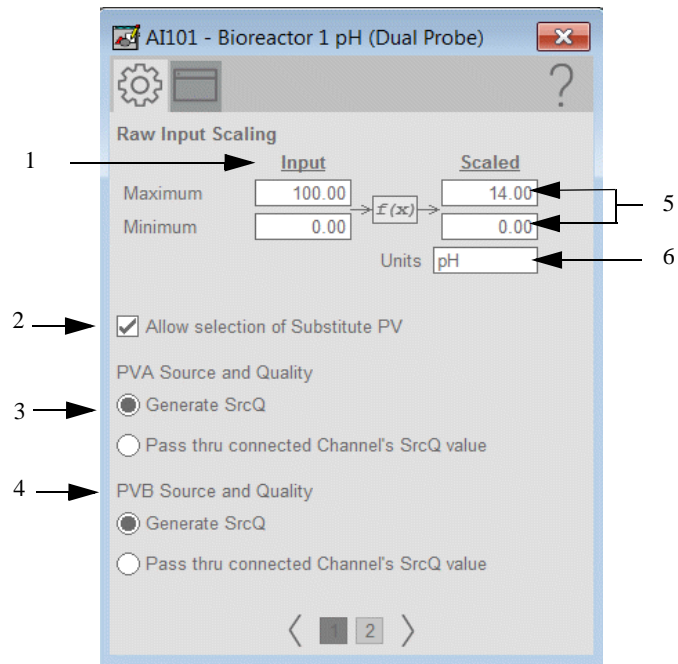 AI101 - Bioreactor 1 pH (Dual Probe)
?
Raw Input Scaling
1
Input Scaled
Maximum 100.00 14.00
f(x)
5
Minimum 0.00 0.00
Units pH 6
2 Allow selection of Substitute PV
PVA Source and Quality
3 Generate SrcQ
Pass thru connected Channel's SrcQ value
4 PVB Source and Quality
Generate SrcQ
Pass thru connected Channel's SrcQ value
1 2